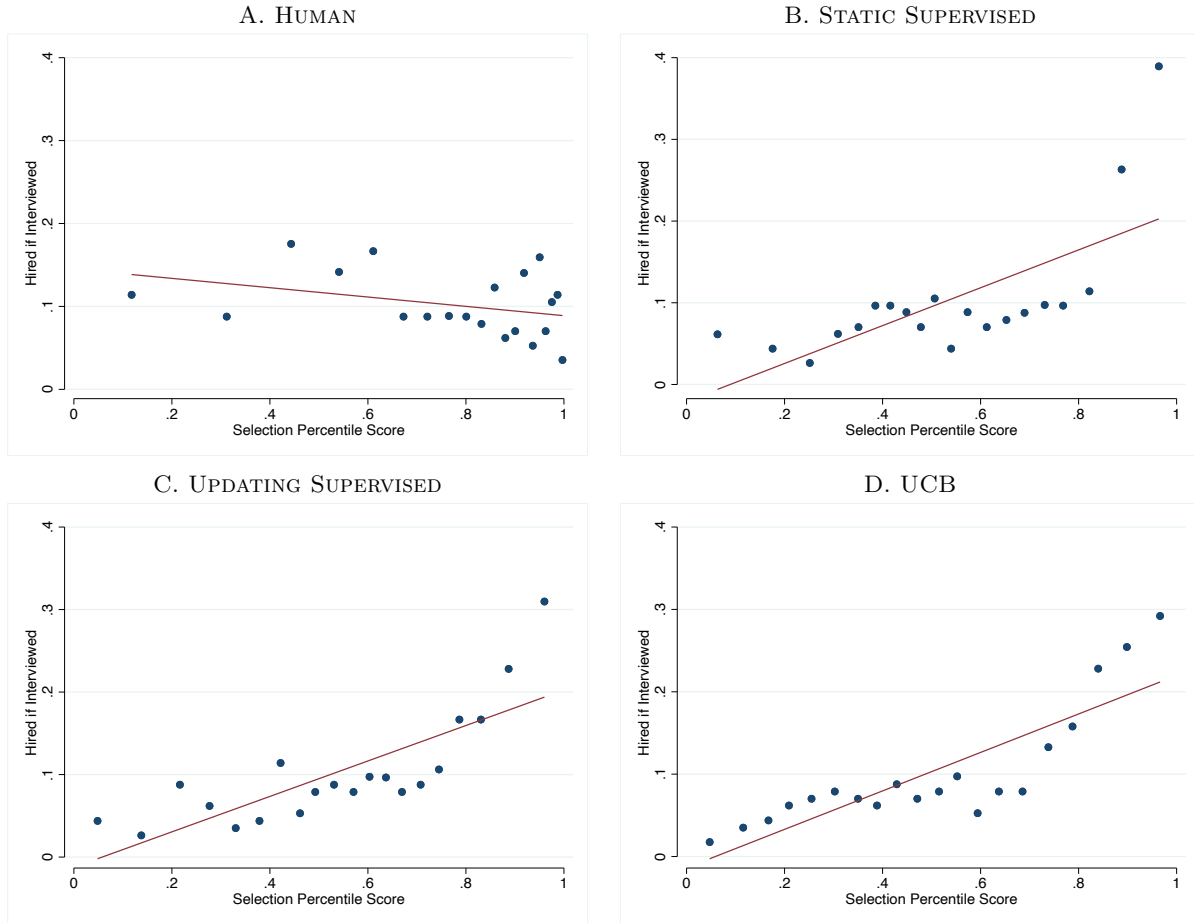 A. HUMAN
Hired if Interviewed
0 .1 .2 .3 .4
0 .2 .4 .6 .8 1
Selection Percentile Score
B. STATIC SUPERVISED
Hired if Interviewed
0 .1 .2 .3 .4
0 .2 .4 .6 .8 1
Selection Percentile Score
C. UPDATING SUPERVISED
Hired if Interviewed
0 .1 .2 .3 .4
0 .2 .4 .6 .8 1
Selection Percentile Score
D. UCB
Hired if Interviewed
0 .1 .2 .3 .4
0 .2 .4 .6 .8 1
Selection Percentile Score